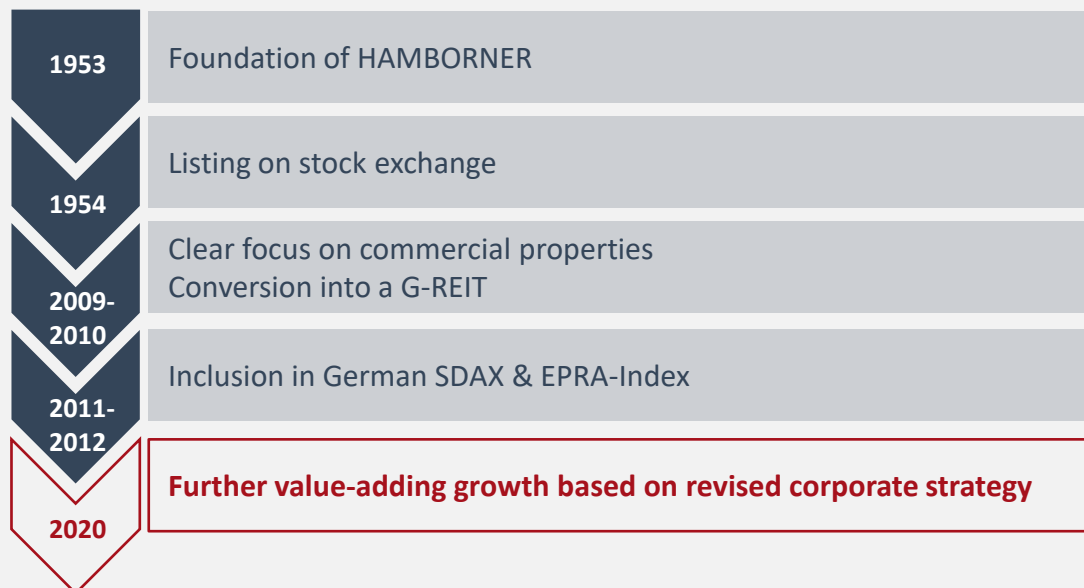 1953
Foundation of HAMBORNER
1954
Listing on stock exchange
2009-
2010
Clear focus on commercial properties
Conversion into a G-REIT
2011-
2012
Inclusion in German SDAX & EPRA-Index
2020
Further value-adding growth based on revised corporate strategy